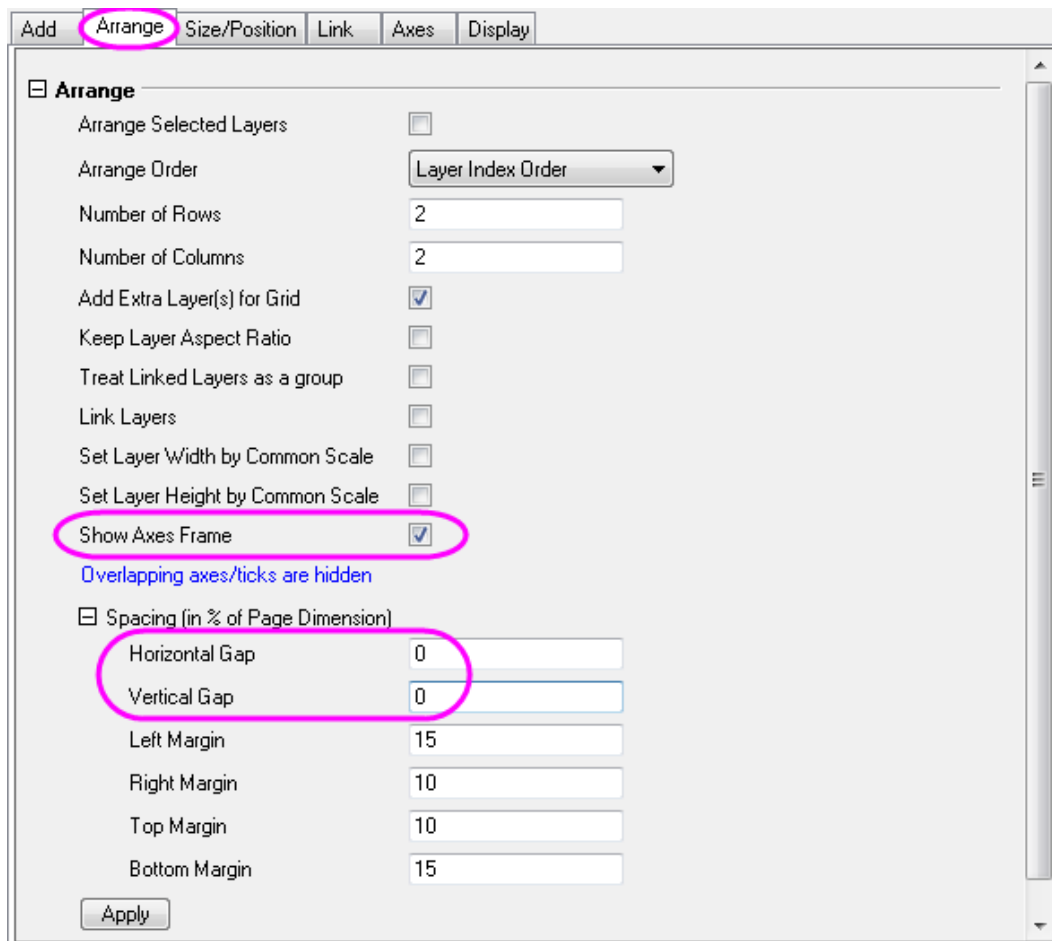 Add Arrange Size/Position Link Axes Display
Arrange
Arrange Selected Layers
Arrange Order Layer Index Order
Number of Rows 2
Number of Columns 2
Add Extra Layer(s) for Grid
Keep Layer Aspect Ratio
Treat Linked Layers as a group
Link Layers
Set Layer Width by Common Scale
Set Layer Height by Common Scale
Show Axes Frame
Overlapping axes/ticks are hidden
Spacing (in % of Page Dimension)
Horizontal Gap 0
Vertical Gap 0
Left Margin 15
Right Margin 10
Top Margin 10
Bottom Margin 15
Apply